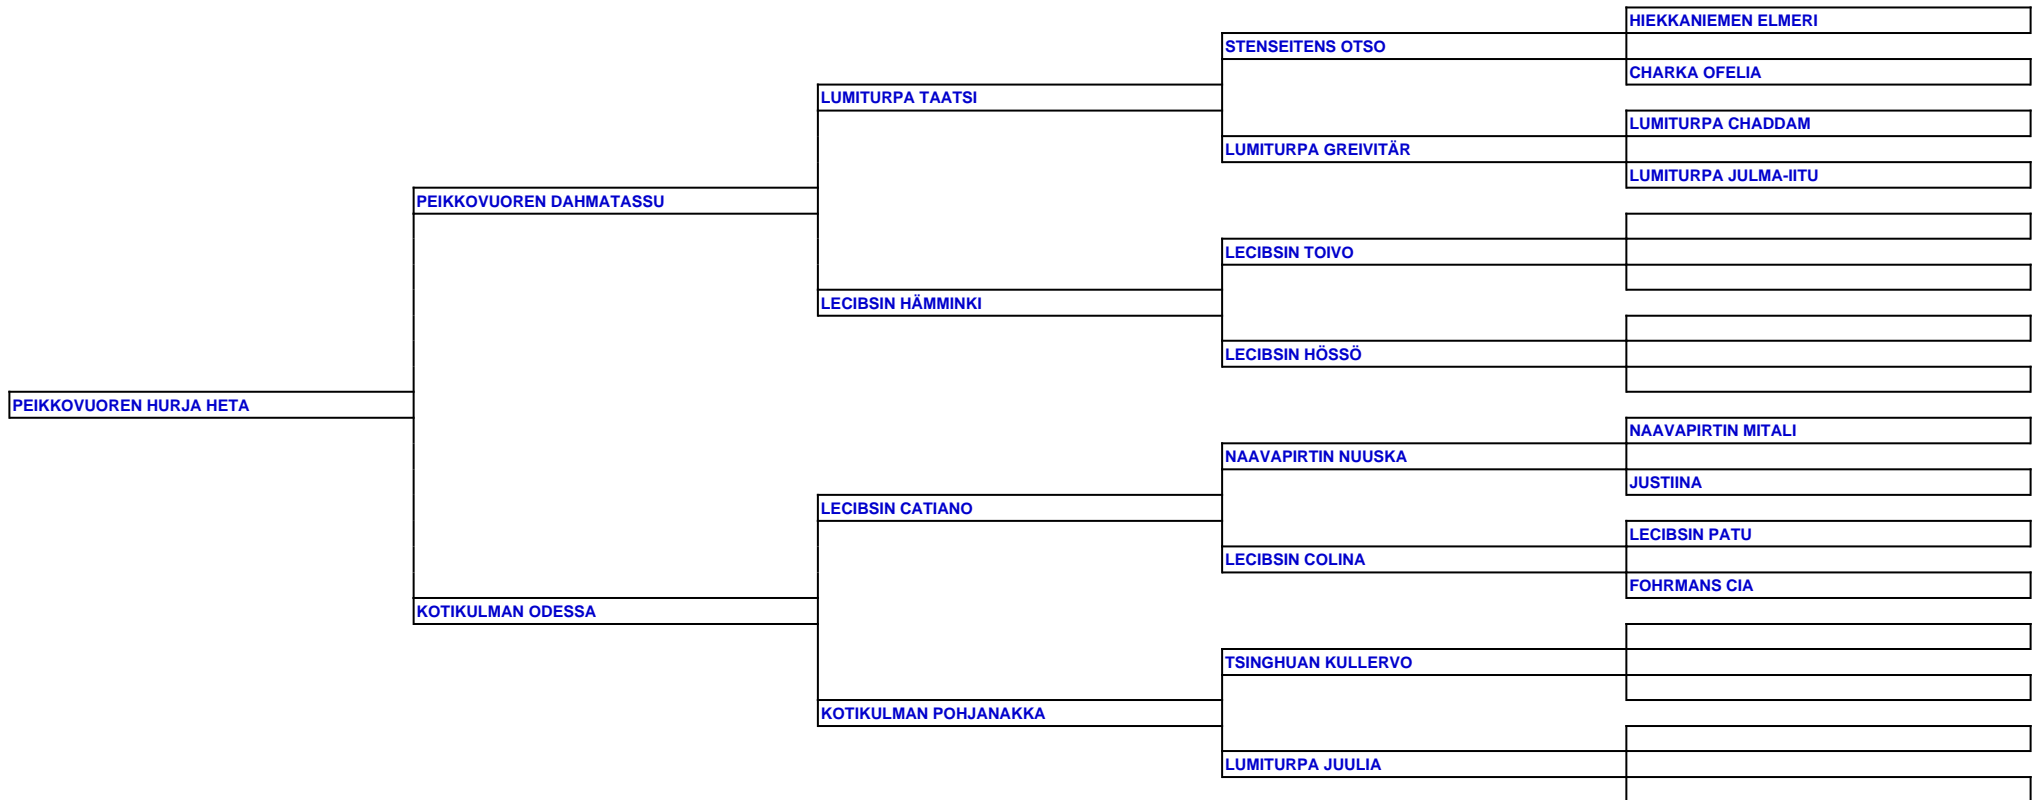 HIEKKANIEMEN ELMERI
STENSEITENS OTSO
CHARKA OFELIA
LUMITURPA TAATSI
LUMITURPA CHADDAM
LUMITURPA GREIVITÄR
LUMITURPA JULMA-IITU
PEIKKOVUOREN DAHMATASSU
LECIBSIN TOIVO
LECIBSIN HÄMMINKI
LECIBSIN HÖSSÖ
PEIKKOVUOREN HURJA HETA
NAAVAPIRTIN MITALI
NAAVAPIRTIN NUUSKA
JUSTIINA
LECIBSIN CATIANO
LECIBSIN PATU
LECIBSIN COLINA
FOHRMANS CIA
KOTIKULMAN ODESSA
TSINGHUAN KULLERVO
KOTIKULMAN POHJANAKKA
LUMITURPA JUULIA